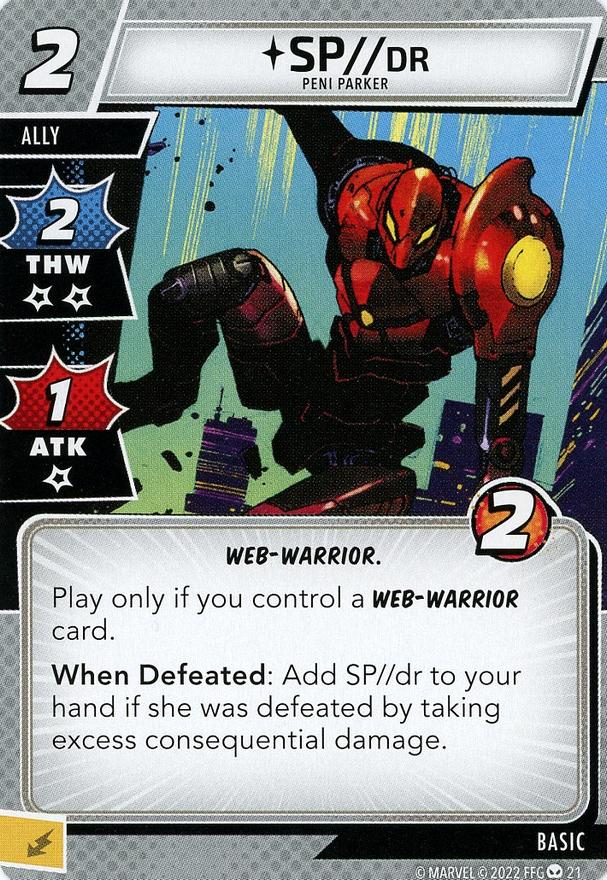 2
SP//DR
PENI PARKER
ALLY
2
THW
1
ATK
2
WEB-WARRIOR.
Play only if you control a WEB-WARRIOR
card.
When Defeated: Add SP//dr to your
hand if she was defeated by taking
excess consequential damage.
BASIC
© MARVEL © 2022 FFG 21